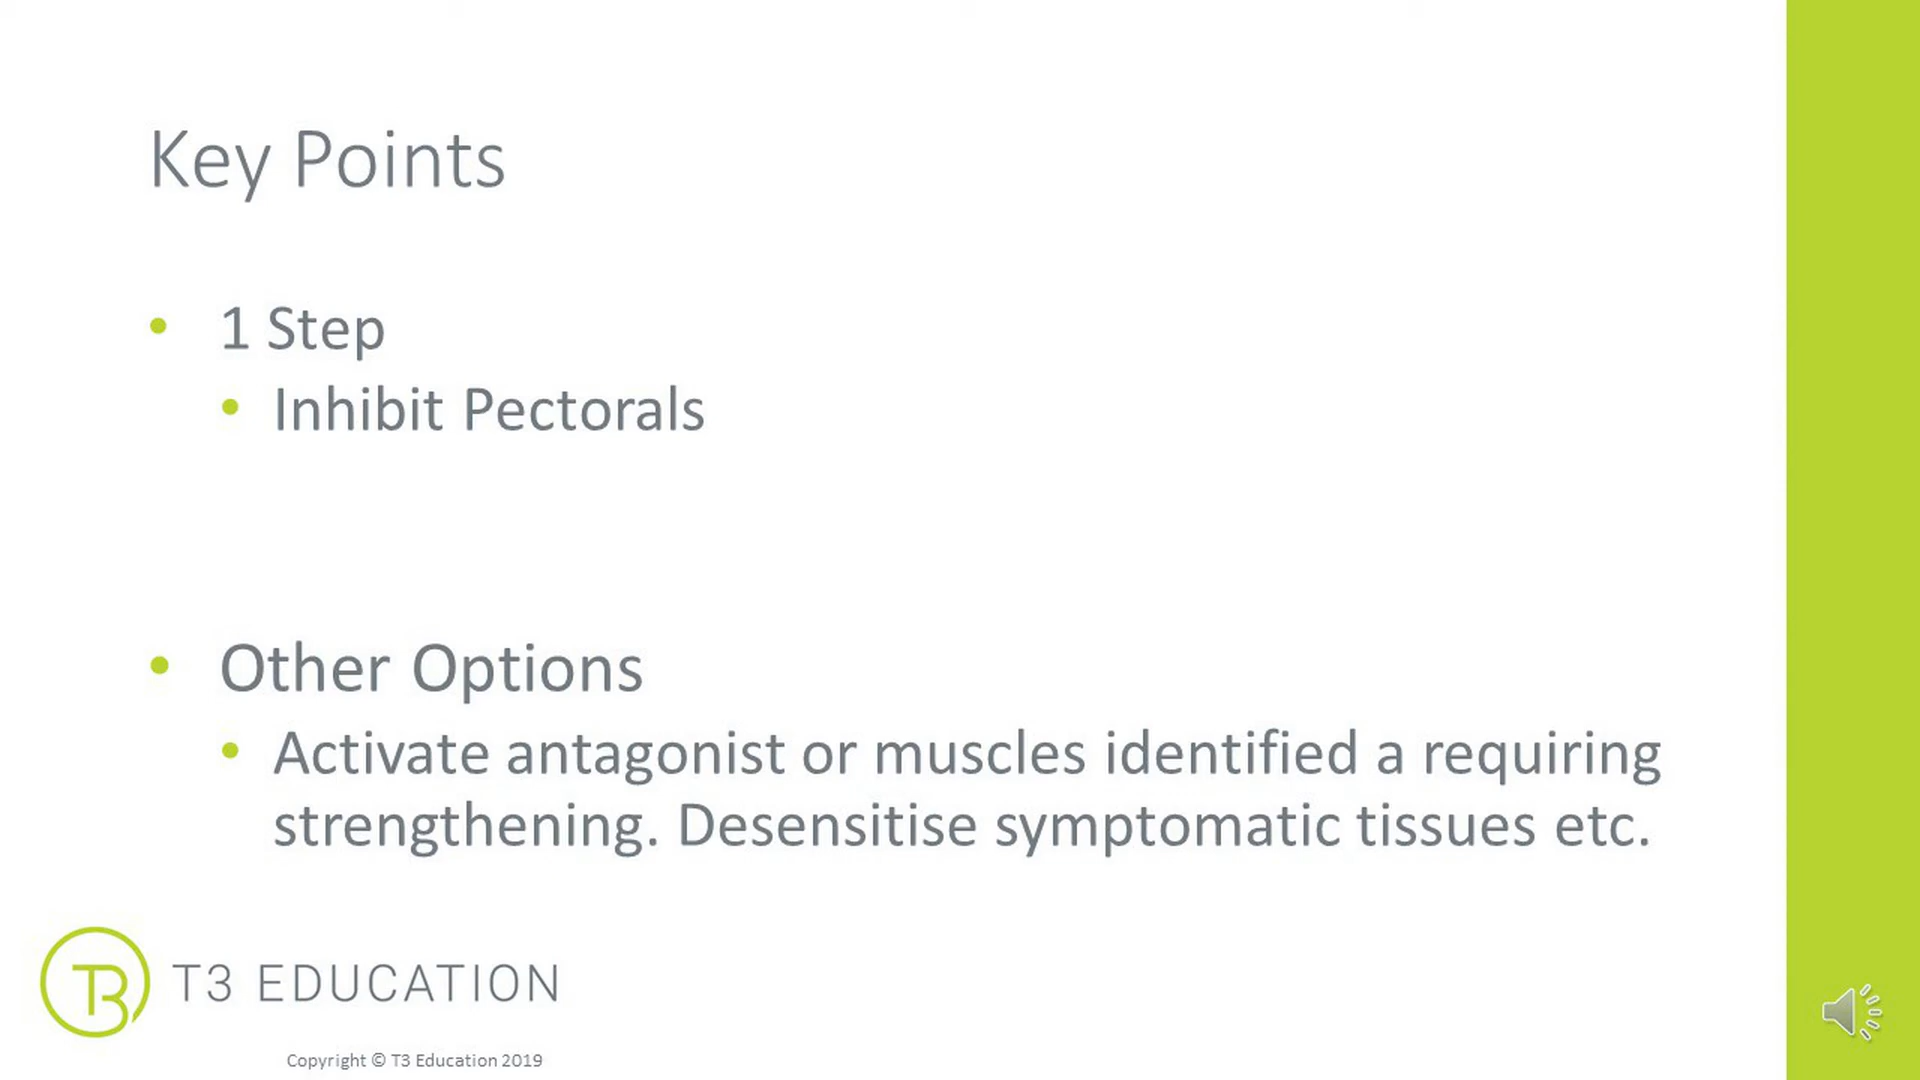 Key Points
1 Step
Inhibit Pectorals
Other Options
Activate antagonist or muscles identified a requiring
strengthening. Desensitise symptomatic tissues etc.
T3 EDUCATION
Copyright © T3 Education 2019